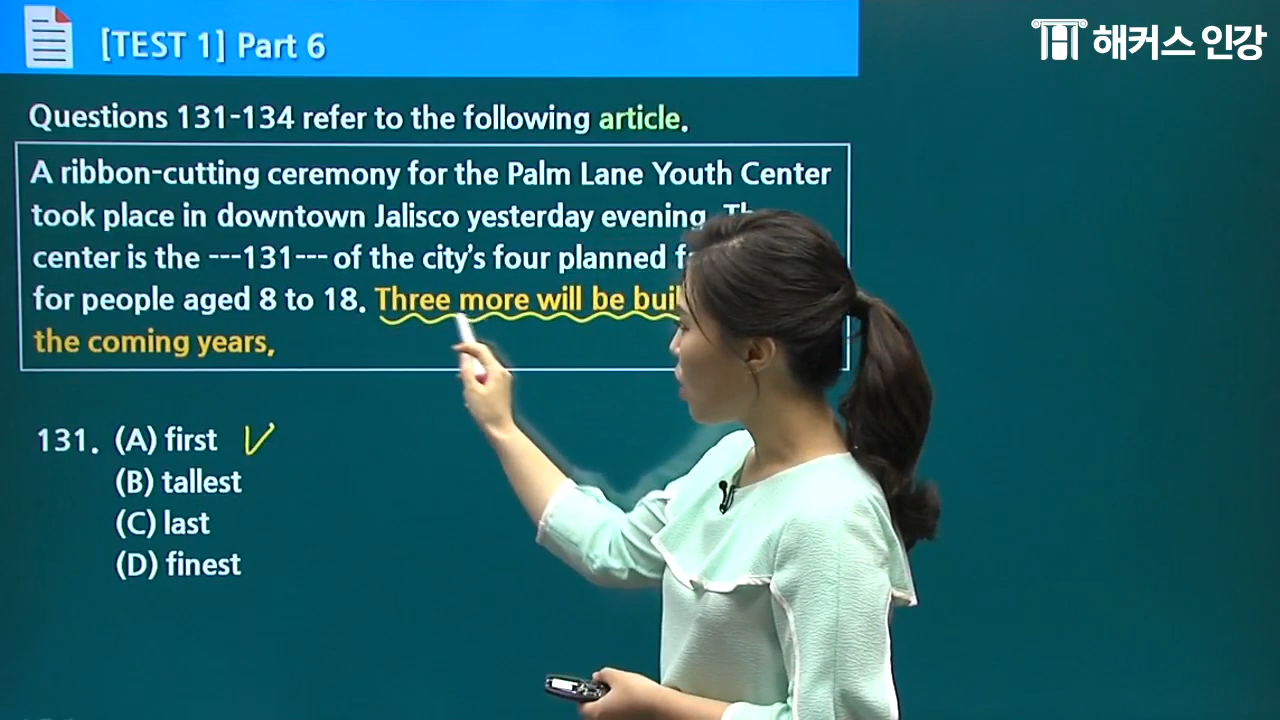 [TEST 1] Part 6
해커스 인강
Questions 131-134 refer to the following article.
A ribbon-cutting ceremony for the Palm Lane Youth Center
took place in downtown Jalisco yesterday evening.
center is the ---131--- of the city's four planned
for people aged 8 to 18. Three more will be
the coming years,
131. (A) first
(B) tallest
(C) last
(D) finest